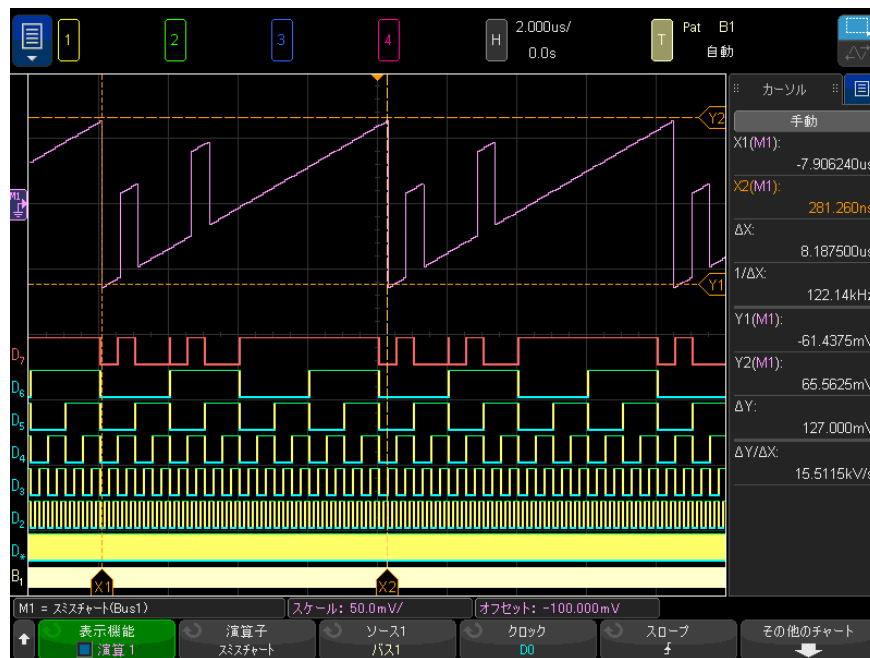 1 2 3 4 H 2.000us/ 0.0s T Pat B1 自動
カーソル
手動
X1(M1):
-7.906240us
X2(M1):
281.260ns
ΔX:
8.187500us
1/ΔX:
122.14kHz
Y1(M1):
-61.4375mV
Y2(M1):
65.5625mV
ΔY:
127.000mV
ΔY/ΔX:
15.5115kV/s
Y2
M1
Y1
D7
D6
D5
D4
D3
D2
D*
B1
X1 X2
M1 = スミスチャート(Bus1) スケール: 50.0mV/ オフセット: -100.000mV
表示機能 演算子 ソース1 クロック スロープ その他のチャート
演算 1 スミスチャート バス1 D0